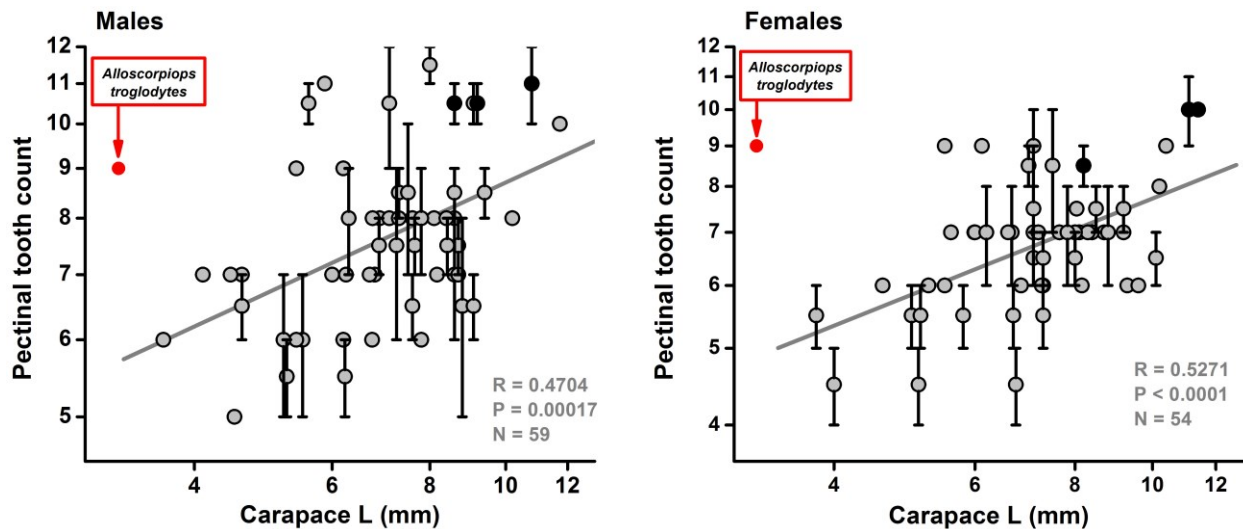 Males
12
11
10
9
8
7
6
5
Pectinal tooth count
Alloscorpiops
troglodytes
R = 0.4704
P = 0.00017
N = 59
4
6
8
10
12
Carapace L (mm)
Females
12
11
10
9
8
7
6
5
4
Pectinal tooth count
Alloscorpiops
troglodytes
R = 0.5271
P < 0.0001
N = 54
4
6
8
10
12
Carapace L (mm)